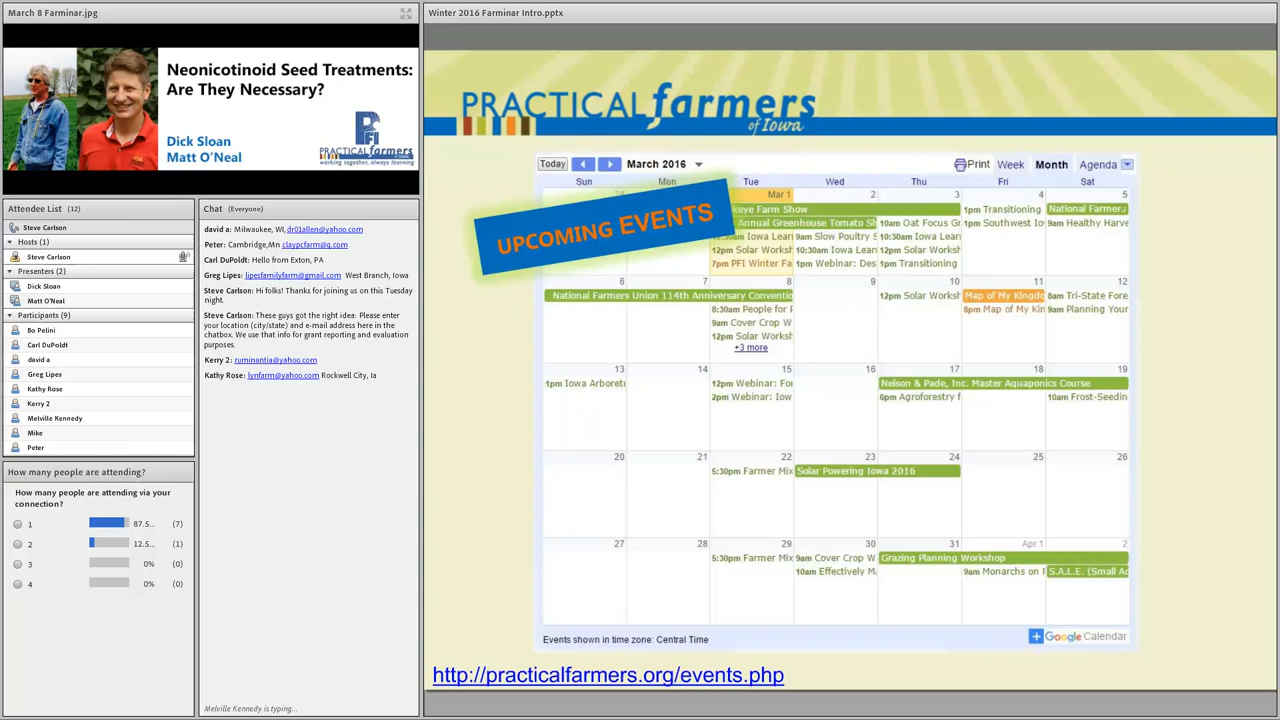 March 8 Farminar.jpg
Neonicotinoid Seed Treatments:
Are They Necessary?
Dick Sloan
Matt O'Neal
PRACTICAL farmers
working together, always learning
Attendee List (12)
Steve Carlson
Hosts (1)
Steve Carlson
Presenters (2)
Dick Sloan
Matt O'Neal
Participants (9)
Bo Pelini
Carl DuPoldt
david a
Greg Lipes
Kathy Rose
Kerry 2
Melville Kennedy
Mike
Peter
How many people are attending?
How many people are attending via your
connection?
1 87.5... (7)
2 12.5... (1)
3 0% (0)
4 0% (0)
Chat (Everyone)
david a: Milwaukee, WI, dr01allen@yahoo.com
Peter: Cambridge,Mn claypcfarm@q.com
Carl DuPoldt: Hello from Exton, PA
Greg Lipes: lipesfamilyfarm@gmail.com West Branch, Iowa
Steve Carlson: Hi folks! Thanks for joining us on this Tuesday
night.
Steve Carlson: These guys got the right idea: Please enter
your location (city/state) and e-mail address here in the
chatbox. We use that info for grant reporting and evaluation
purposes.
Kerry 2: ruminantia@yahoo.com
Kathy Rose: lynfarm@yahoo.com Rockwell City, Ia
Melville Kennedy is typing...
Winter 2016 Farminar Intro.pptx
PRACTICAL farmers
of Iowa
UPCOMING EVENTS
Today March 2016 Print Week Month Agenda
Sun Mon Tue Wed Thu Fri Sat
Mar 1 2 3 4 5
keye Farm Show 1pm Transitioning National Farmers
Annual Greenhouse Tomato Sh 10am Oat Focus Gr 1pm Southwest Io 9am Healthy Harve
Iowa Lear 9am Slow Poultry S 10:30am Iowa Lear
12pm Solar Works 12pm Solar Works 12pm Solar Works
7pm PFI Winter Fa 1pm Webinar: Des 1pm Transitioning
6 7 8 9 10 11 12
National Farmers Union 114th Anniversary Conventio 12pm Solar Worksh Map of My Kingdo 8am Tri-State Fore
8:30am People for F 8pm Map of My Kin 9am Planning Your
9am Cover Crop W
12pm Solar Worksh
+3 more
13 14 15 16 17 18 19
1pm Iowa Arboretu 12pm Webinar: For Nelson & Pade, Inc. Master Aquaponics Course
2pm Webinar: Iow 6pm Agroforestry f 10am Frost-Seedin
20 21 22 23 24 25 26
5:30pm Farmer Mix Solar Powering Iowa 2016
27 28 29 30 31 Apr 1 2
5:30pm Farmer Mix 9am Cover Crop W Grazing Planning Workshop
10am Effectively Ma 9am Monarchs on F S.A.L.E. (Small Ac
Events shown in time zone: Central Time
Google Calendar
http://practicalfarmers.org/events.php